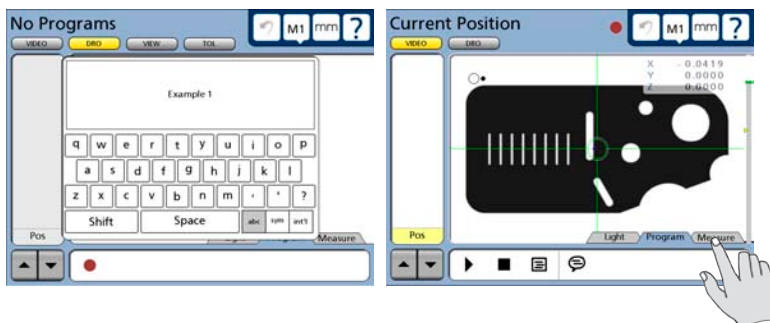 No Programs
M1 mm ?
VIDEO DRO VIEW TOL
Example 1
q w e r t y u i o p
a s d f g h j k l
z x c v b n m , ?
Shift Space abc sym int'l
Pos
Measure
Current Position
M1 mm ?
VIDEO DRO
X - 0.0419
Y 0.0000
Z 0.0000
Pos
Light Program Measure